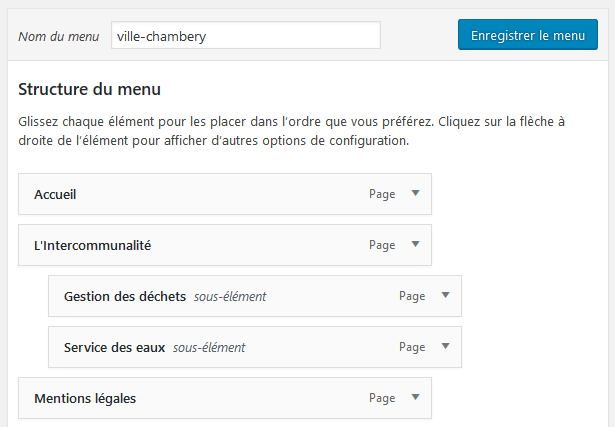 Nom du menu ville-chambery Enregistrer le menu
Structure du menu
Glissez chaque élément pour les placer dans l'ordre que vous préférez. Cliquez sur la flèche à
droite de l'élément pour afficher d'autres options de configuration.
Accueil Page
L'Intercommunalité Page
Gestion des déchets sous-élément Page
Service des eaux sous-élément Page
Mentions légales Page